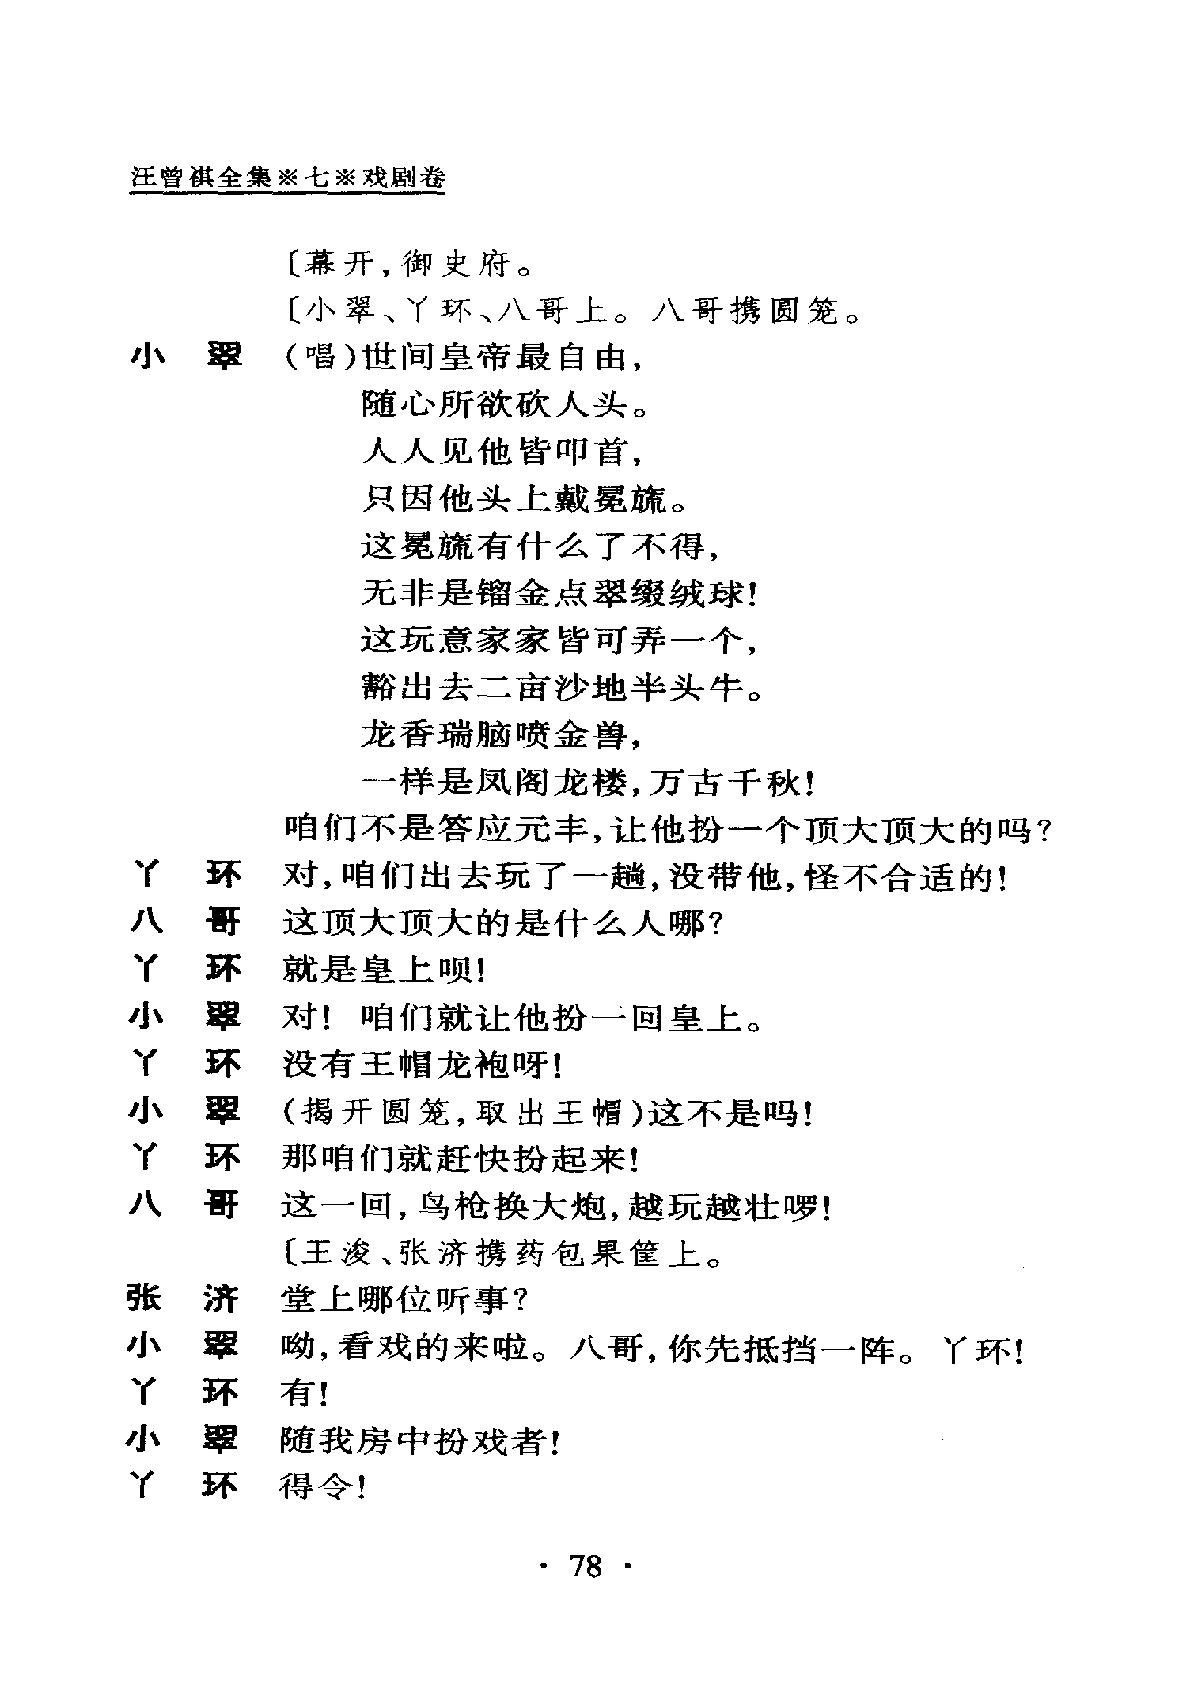 汪曾祺全集※七※戏剧卷
〔幕开，御史府。
〔小翠、丫环、八哥上。八哥携圆笼。
小　翠　（唱）世间皇帝最自由，
随心所欲砍人头。
人人见他皆叩首，
只因他头上戴冕旒。
这冕旒有什么了不得，
无非是镏金点翠缀绒球！
这玩意家家皆可弄一个，
豁出去二亩沙地半头牛。
龙香瑞脑喷金兽，
一样是凤阁龙楼，万古千秋！
咱们不是答应元丰，让他扮一个顶大顶大的吗？
丫　环　对，咱们出去玩了一趟，没带他，怪不合适的！
八　哥　这顶大顶大的是什么人哪？
丫　环　就是皇上呗！
小　翠　对！咱们就让他扮一回皇上。
丫　环　没有王帽龙袍呀！
小　翠　（揭开圆笼，取出王帽）这不是吗！
丫　环　那咱们就赶快扮起来！
八　哥　这一回，鸟枪换大炮，越玩越壮啰！
〔王浚、张济携药包果筐上。
张　济　堂上哪位听事？
小　翠　呦，看戏的来啦。八哥，你先抵挡一阵。丫环！
丫　环　有！
小　翠　随我房中扮戏者！
丫　环　得令！
· 78 ·